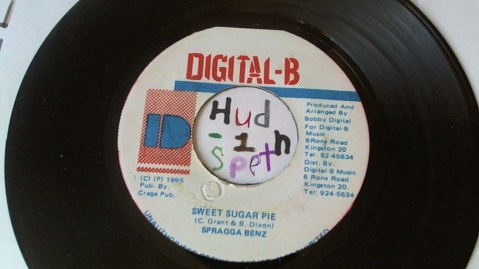 DIGITAL-B
Hud
-1n
Speth
Produced And
Arranged By
Bobby Digital
For Digital-B
Music
6 Rons Road
Kingston 20
Tel: 92-45634
Dist. By.
Digital-B Music
6 Rons Road,
Kingston 20.
Tel: 924-5634
D
(C) (P) 1995
Pub. By.
Crage Pub.
SWEET SUGAR PIE
(C. Grant & B. Dixon)
SPRAGGA BENZ